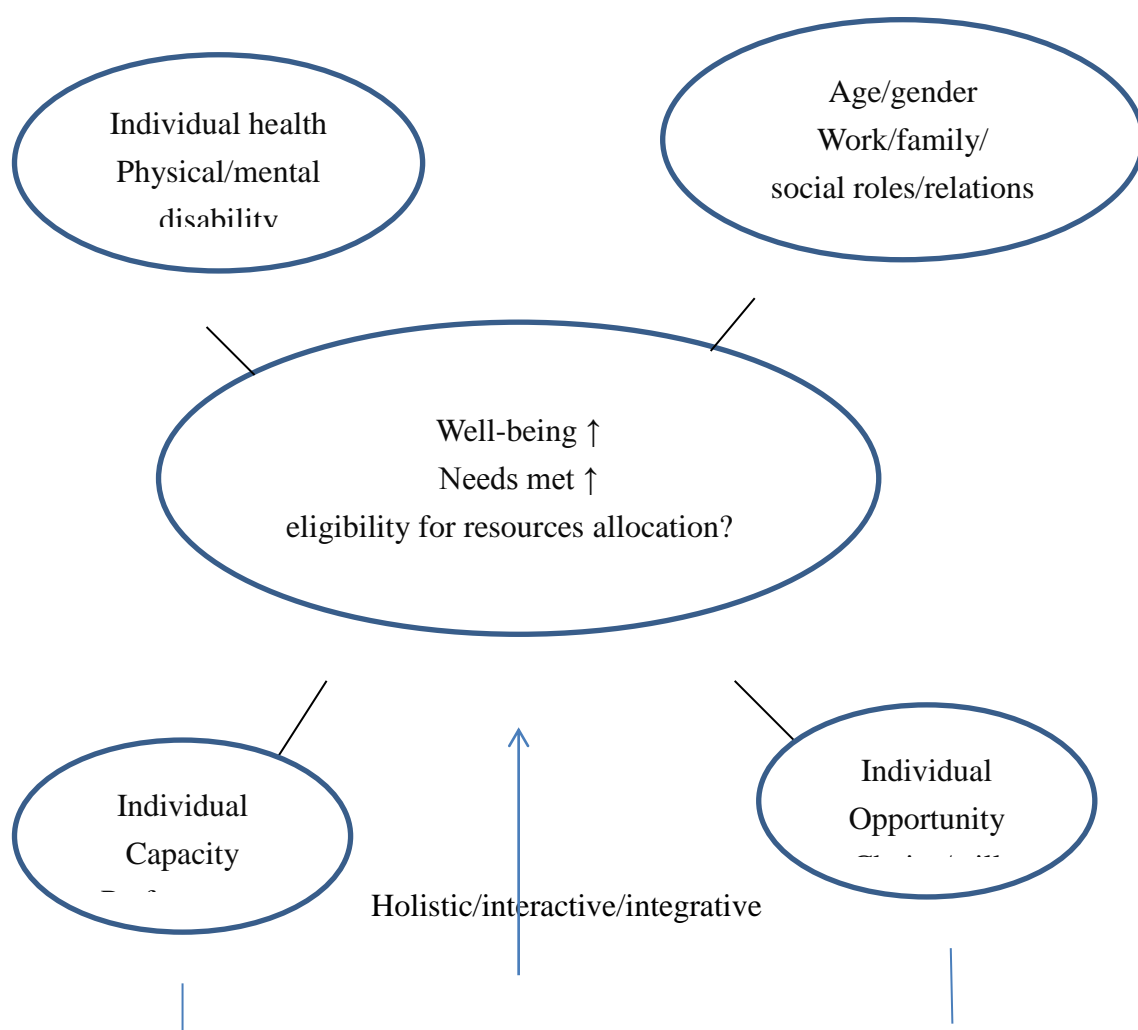 Individual health
Physical/mental
disability
Age/gender
Work/family/
social roles/relations
Well-being ↑
Needs met ↑
eligibility for resources allocation?
Individual
Capacity
Individual
Opportunity
Holistic/interactive/integrative